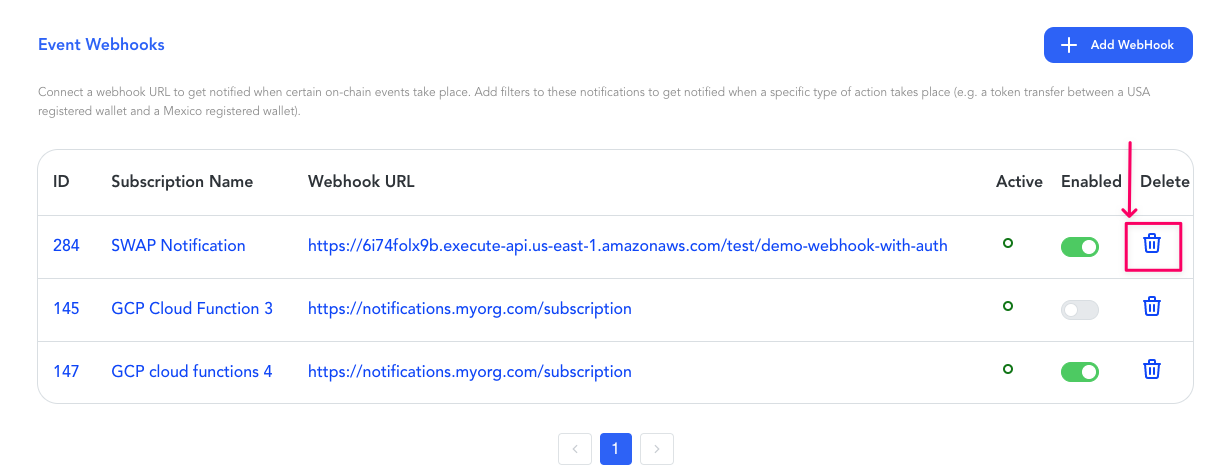 Event Webhooks
Add WebHook
Connect a webhook URL to get notified when certain on-chain events take place. Add filters to these notifications to get notified when a specific type of action takes place (e.g. a token transfer between a USA
registered wallet and a Mexico registered wallet).
ID Subscription Name Webhook URL Active Enabled Delete
284 SWAP Notification https://6i74folx9b.execute-api.us-east-1.amazonaws.com/test/demo-webhook-with-auth
145 GCP Cloud Function 3 https://notifications.myorg.com/subscription
147 GCP cloud functions 4 https://notifications.myorg.com/subscription
1